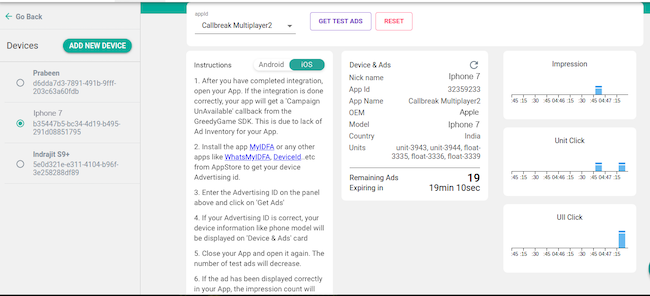 Go Back
appId
Callbreak Multiplayer2
GET TEST ADS
RESET
Devices
ADD NEW DEVICE
Prabeen
d6dda7d3-7891-491b-9fff-
203c63a60fdb
Iphone 7
b35447b5-bc34-4d19-b495-
291d08851795
Indrajit S9+
5e0d321e-e311-4104-b96f-
3e258288df89
Instructions
Android
iOS
1. After you have completed integration,
open your App. If the integration is done
correctly, your app will get a 'Campaign
UnAvailable' callback from the
GreedyGame SDK. This is due to lack of
Ad Inventory for your App.
2. Install the app MyIDFA or any other
apps like WhatsMyIDFA, DeviceId..etc
from AppStore to get your device
Advertising id.
3. Enter the Advertising ID on the panel
above and click on 'Get Ads'
4. If your Advertising ID is correct, your
device information like phone model will
be displayed on 'Device & Ads' card
5. Close your App and open it again. The
number of test ads will decrease.
6. If the ad has been displayed correctly
in your App, the impression count will
Device & Ads
Nick name Iphone 7
App Id 32359233
App Name Callbreak Multiplayer2
OEM Apple
Model Iphone 7
Country India
Units unit-3943, unit-3944, float-
3335, float-3336, float-3339
Remaining Ads 19
Expiring in 19min 10sec
Impression
:45 :15 :30 :45 :15 :30 :45 04:47 :15
Unit Click
:45 :15 :30 :45 :15 :30 :45 04:47 :15
UII Click
:45 :15 :30 :45 :15 :30 :45 04:47 :15